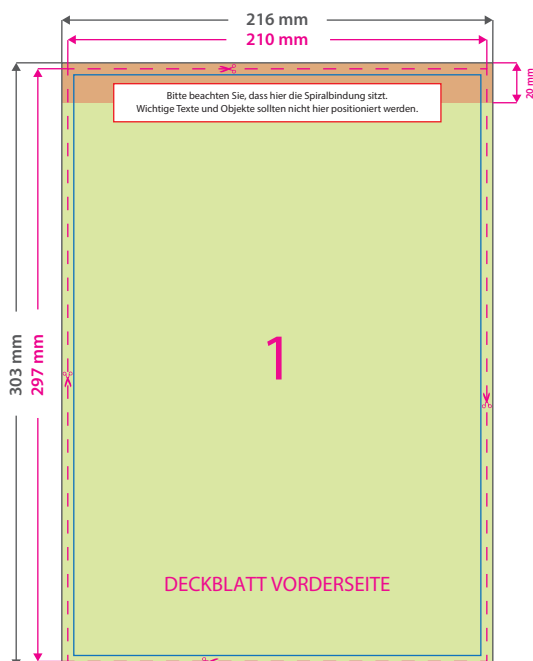 216 mm
210 mm
20 mm
Bitte beachten Sie, dass hier die Spiralbindung sitzt.
Wichtige Texte und Objekte sollten nicht hier positioniert werden.
303 mm
297 mm
1
DECKBLATT VORDERSEITE